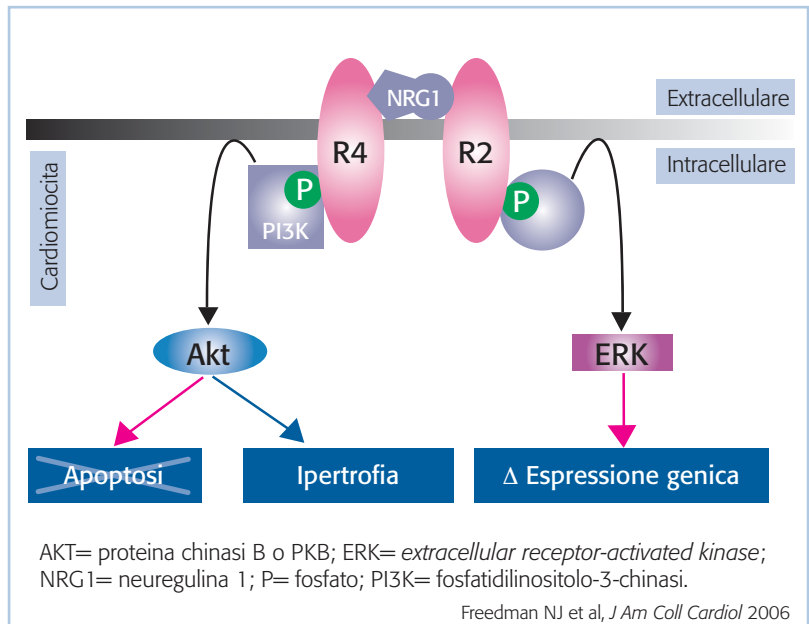 NRG1
Extracellulare
R4
R2
Intracellulare
Cardiomiocita
P
PI3K
P
Akt
ERK
Apoptosi
Ipertrofia
Δ Espressione genica
AKT= proteina chinasi B o PKB; ERK= extracellular receptor-activated kinase;
NRG1= neuregulina 1; P= fosfato; PI3K= fosfatidilinositolo-3-chinasi.
Freedman NJ et al, J Am Coll Cardiol 2006